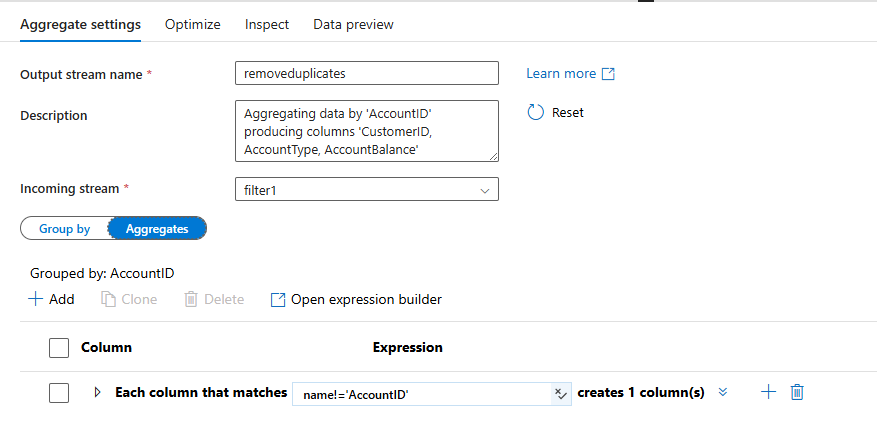 Aggregate settings Optimize Inspect Data preview
Output stream name * removeduplicates Learn more
Description Aggregating data by 'AccountID' Reset
producing columns 'CustomerID,
AccountType, AccountBalance'
Incoming stream * filter1
Group by Aggregates
Grouped by: AccountID
+ Add Clone Delete Open expression builder
Column Expression
Each column that matches name!='AccountID' creates 1 column(s)